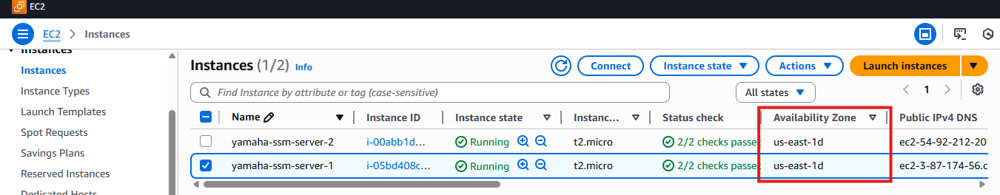 EC2
EC2 > Instances
Instances
Instances
Instance Types
Launch Templates
Spot Requests
Savings Plans
Reserved Instances
Dedicated Hosts
Instances (1/2) Info
Connect
Instance state
Actions
Launch instances
Find Instance by attribute or tag (case-sensitive)
All states
1
Name Instance ID Instance state Instanc... Status check Availability Zone Public IPv4 DNS
yamaha-ssm-server-2 i-00abb1d... Running t2.micro 2/2 checks passe us-east-1d ec2-54-92-212-20
yamaha-ssm-server-1 i-05bd408c... Running t2.micro 2/2 checks passe us-east-1d ec2-3-87-174-56.c